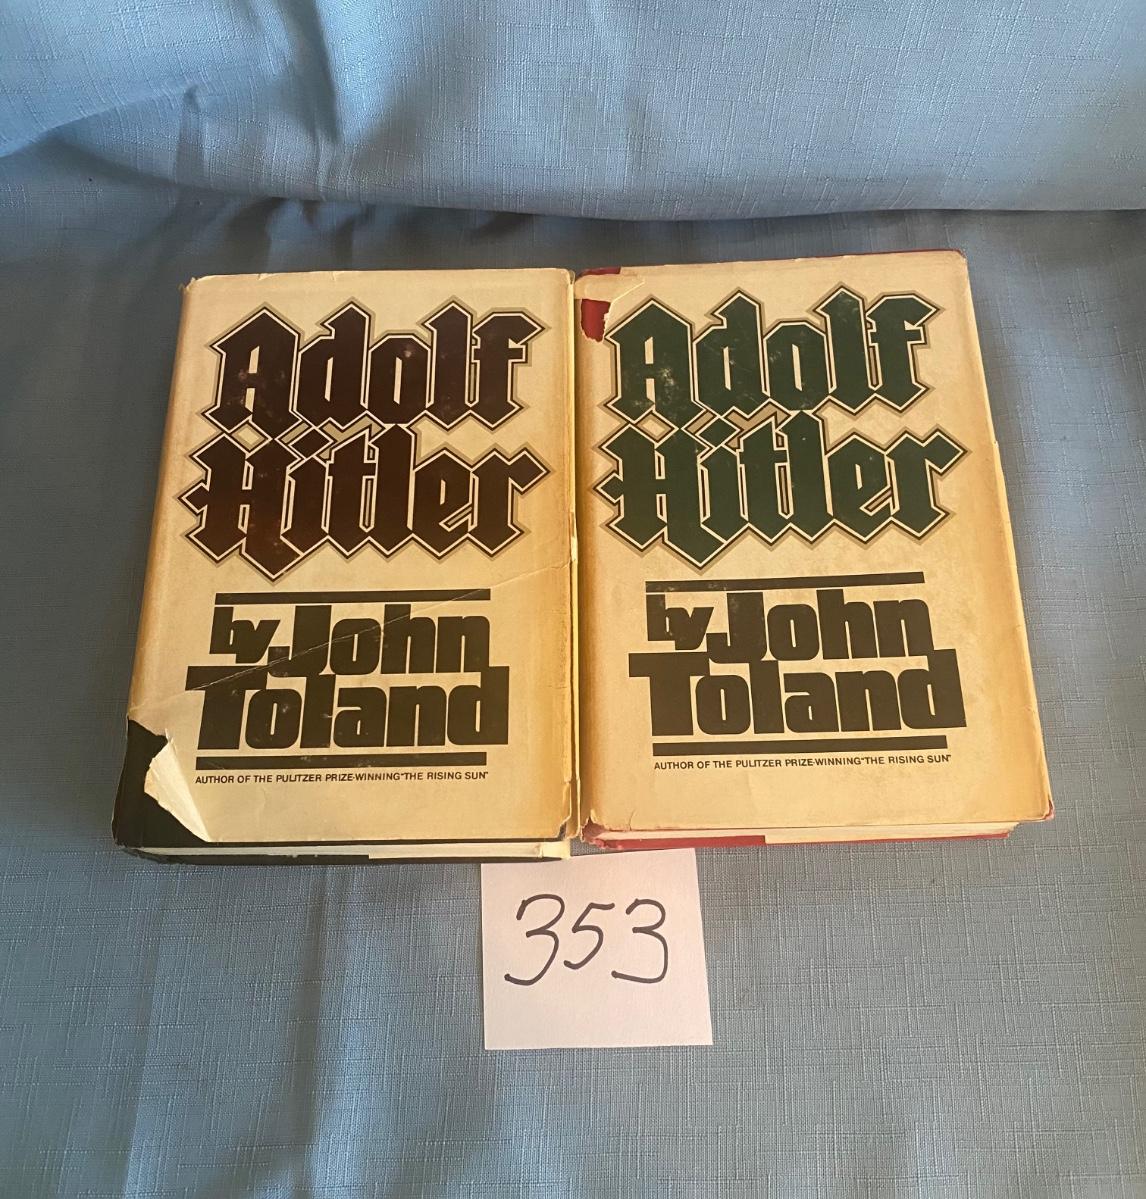 Adolf
Hitler
by John
Toland
AUTHOR OF THE PULITZER PRIZE-WINNING "THE RISING SUN"
Adolf
Hitler
by John
Toland
AUTHOR OF THE PULITZER PRIZE-WINNING "THE RISING SUN"
353